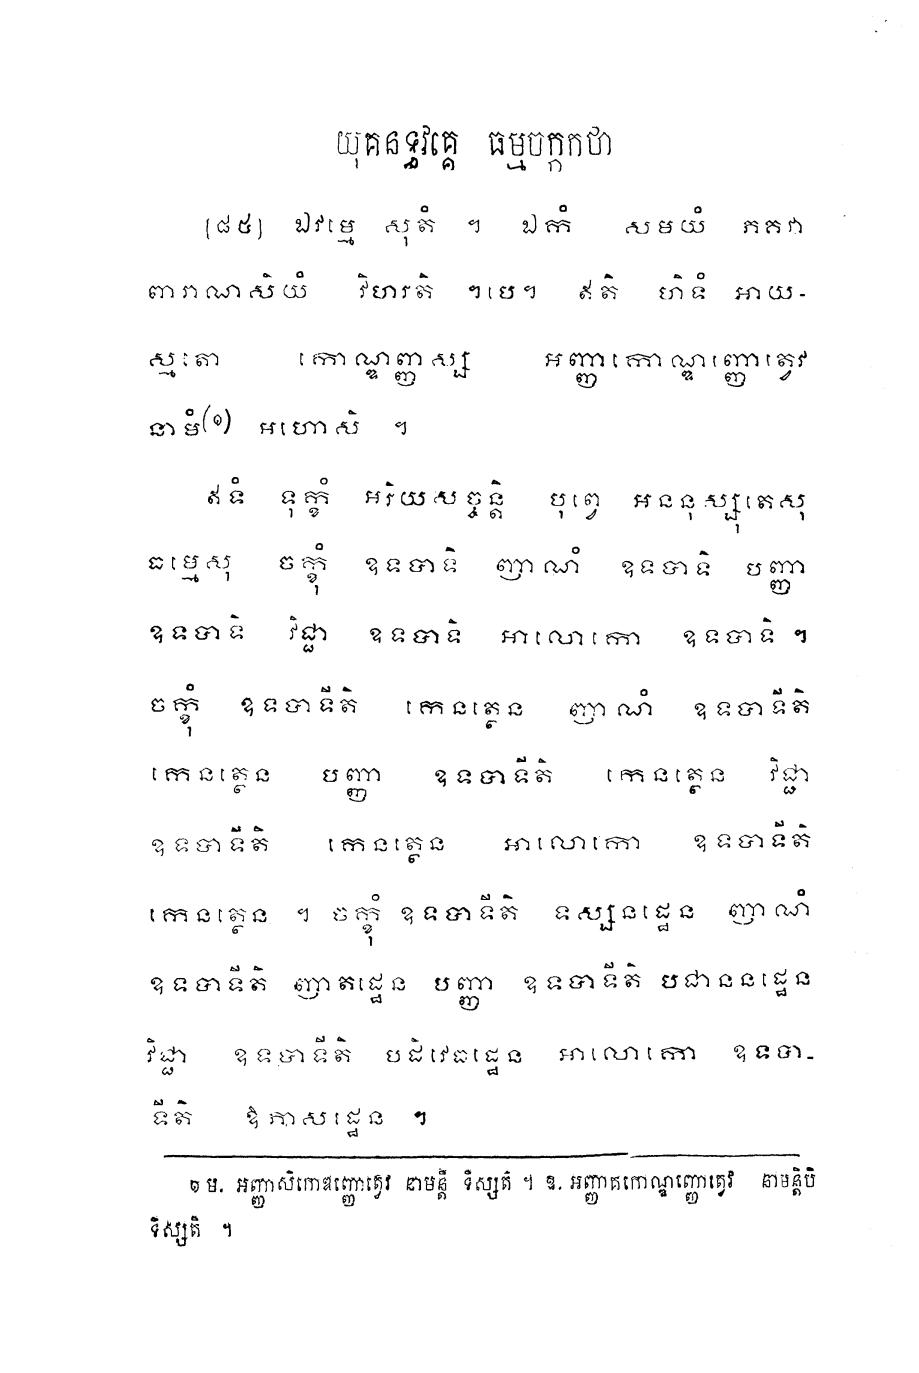 យុគនទ្ធវគ្គេ ធម្មចក្កកថា
[៨៥] ឯវម្មេ សុតំ ។ ឯកំ សមយំ ភគវា
ពារាណសិយំ វិហរតិ ។បេ។ ឥតិ ហិទំ អាយ-
ស្មតោ កោណ្ឌញ្ញស្ស អញ្ញាកោណ្ឌញ្ញោត្វេវ
នាមំ(១) អហោសិ ។
ឥទំ ទុក្ខំ អរិយសច្ចន្តិ បុព្វេ អននុស្សុតេសុ
ធម្មេសុ ចក្ខុំ ឧទបាទិ ញាណំ ឧទបាទិ បញ្ញា
ឧទបាទិ វិជ្ជា ឧទបាទិ អាលោកោ ឧទបាទិ ។
ចក្ខុំ ឧទបាទីតិ កេនត្ថេន ញាណំ ឧទបាទីតិ
កេនត្ថេន បញ្ញា ឧទបាទីតិ កេនត្ថេន វិជ្ជា
ឧទបាទីតិ កេនត្ថេន អាលោកោ ឧទបាទីតិ
កេនត្ថេន ។ ចក្ខុំ ឧទបាទីតិ ទស្សនដ្ឋេន ញាណំ
ឧទបាទីតិ ញាតដ្ឋេន បញ្ញា ឧទបាទីតិ បជាននដ្ឋេន
វិជ្ជា ឧទបាទីតិ បដិវេធដ្ឋេន អាលោកោ ឧទបា-
ទីតិ ឱភាសដ្ឋេន ។
១ ម. អញ្ញាសិកោឌញ្ញោត្វេវ នាមន្តី ទិស្សតិ ។ ឧ. អញ្ញាតកោណ្ឌញ្ញោត្វេវ នាមន្តិបិ
ទិស្សតិ ។